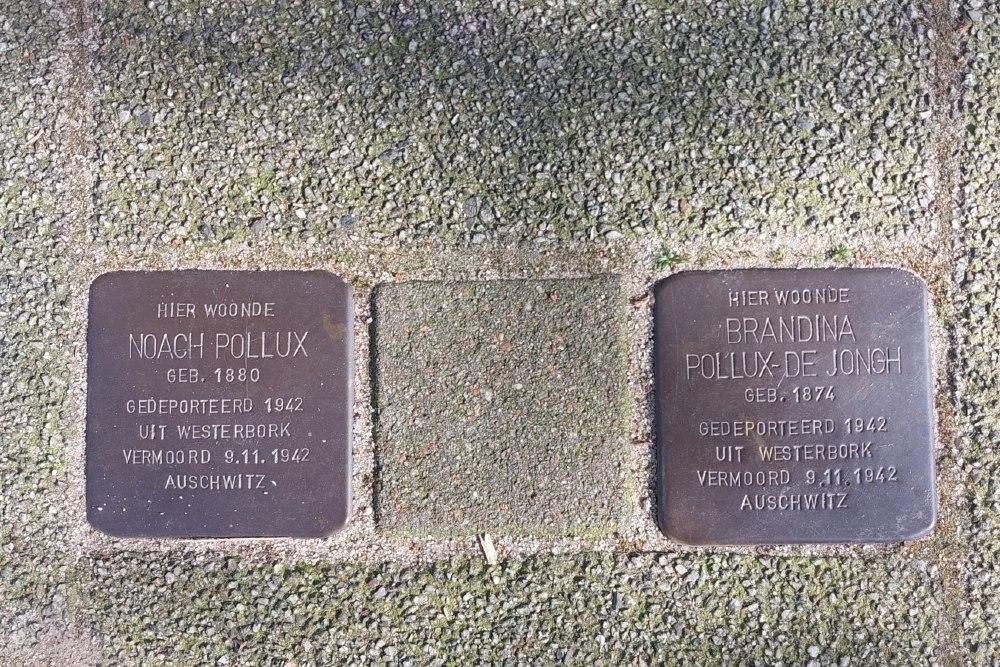 HIER WOONDE
NOACH POLLUX
GEB. 1880
GEDEPORTEERD 1942
UIT WESTERBORK
VERMOORD 9.11.1942
AUSCHWITZ
HIER WOONDE
BRANDINA
POLLUX-DE JONGH
GEB. 1874
GEDEPORTEERD 1942
UIT WESTERBORK
VERMOORD 9.11.1942
AUSCHWITZ